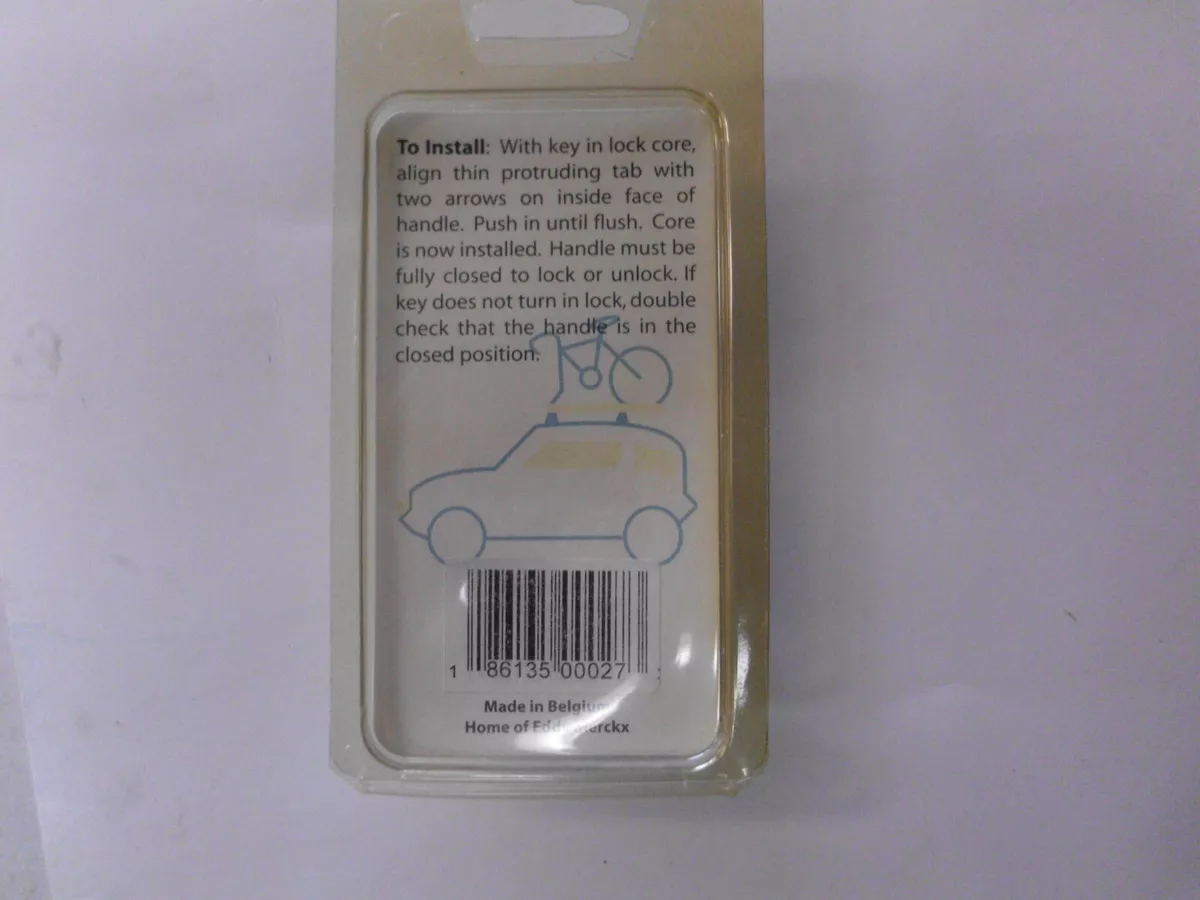 To Install: With key in lock core,
align thin protruding tab with
two arrows on inside face of
handle. Push in until flush. Core
is now installed. Handle must be
fully closed to lock or unlock. If
key does not turn in lock, double
check that the handle is in the
closed position.
1 86135 00027
Made in Belgium
Home of Eddy Merckx